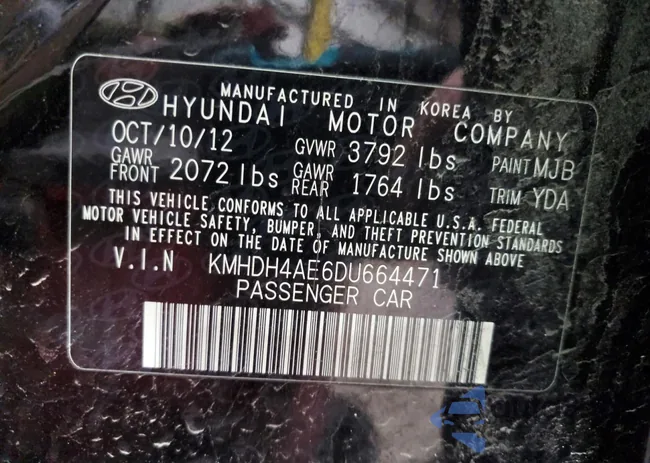 MANUFACTURED IN KOREA BY
HYUNDAI MOTOR COMPANY
OCT/10/12 GVWR 3792 lbs PAINT MJB
GAWR FRONT 2072 lbs GAWR REAR 1764 lbs TRIM YDA
THIS VEHICLE CONFORMS TO ALL APPLICABLE U.S.A. FEDERAL
MOTOR VEHICLE SAFETY, BUMPER, AND THEFT PREVENTION STANDARDS
IN EFFECT ON THE DATE OF MANUFACTURE SHOWN ABOVE
V.I.N KMHDH4AE6DU664471
PASSENGER CAR